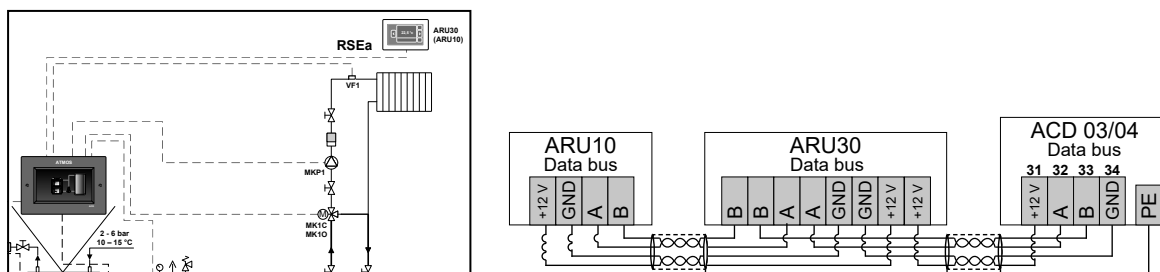 ARU30
(ARU10)
RSEa
VF1
ATMOS
MKP1
MK1C
MK1O
2 - 6 bar
10 – 15 °C
ARU10
Data bus
+12 V GND A B
ARU30
Data bus
B B A A GND GND +12 V +12 V
ACD 03/04
Data bus
31 32 33 34
+12 V A B GND PE